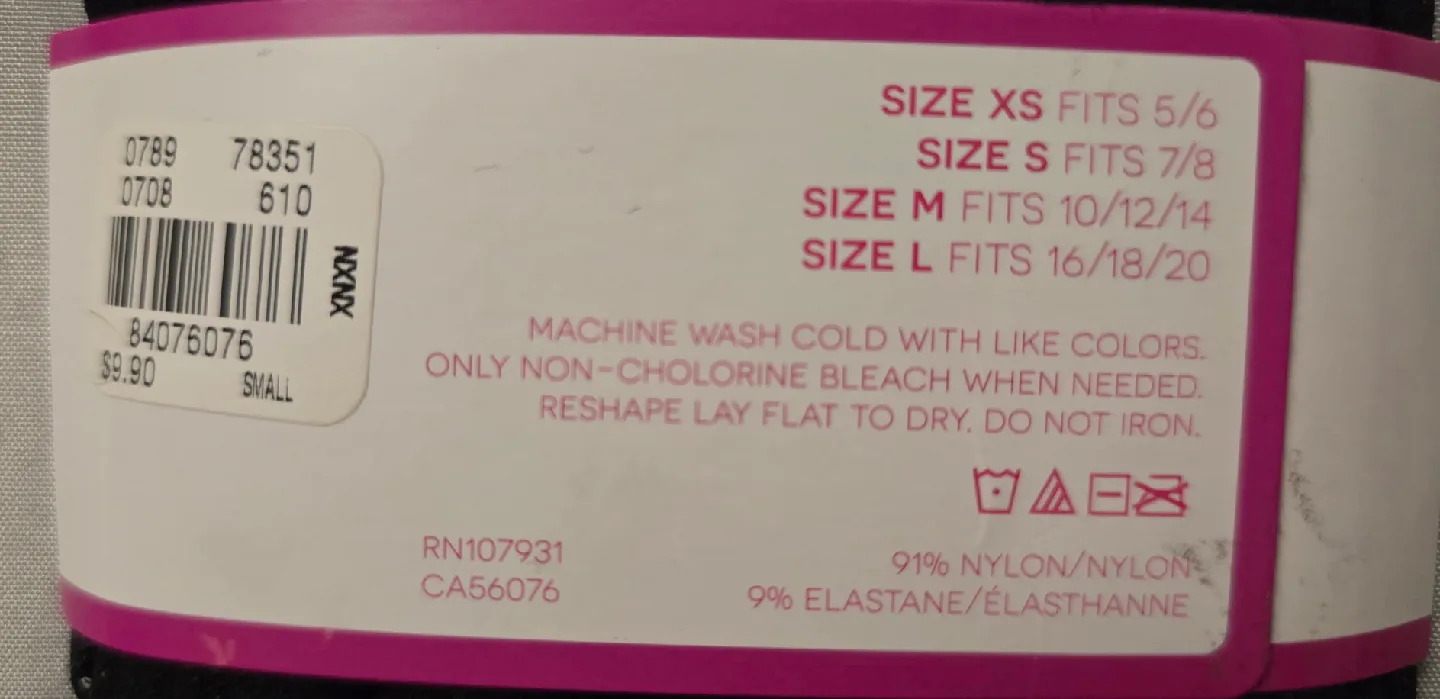 0789 78351
0708 610
NXNX
84076076
$9.90 SMALL
SIZE XS FITS 5/6
SIZE S FITS 7/8
SIZE M FITS 10/12/14
SIZE L FITS 16/18/20
MACHINE WASH COLD WITH LIKE COLORS.
ONLY NON-CHOLORINE BLEACH WHEN NEEDED.
RESHAPE LAY FLAT TO DRY. DO NOT IRON.
RN107931
CA56076
91% NYLON/NYLON
9% ELASTANE/ÉLASTHANNE